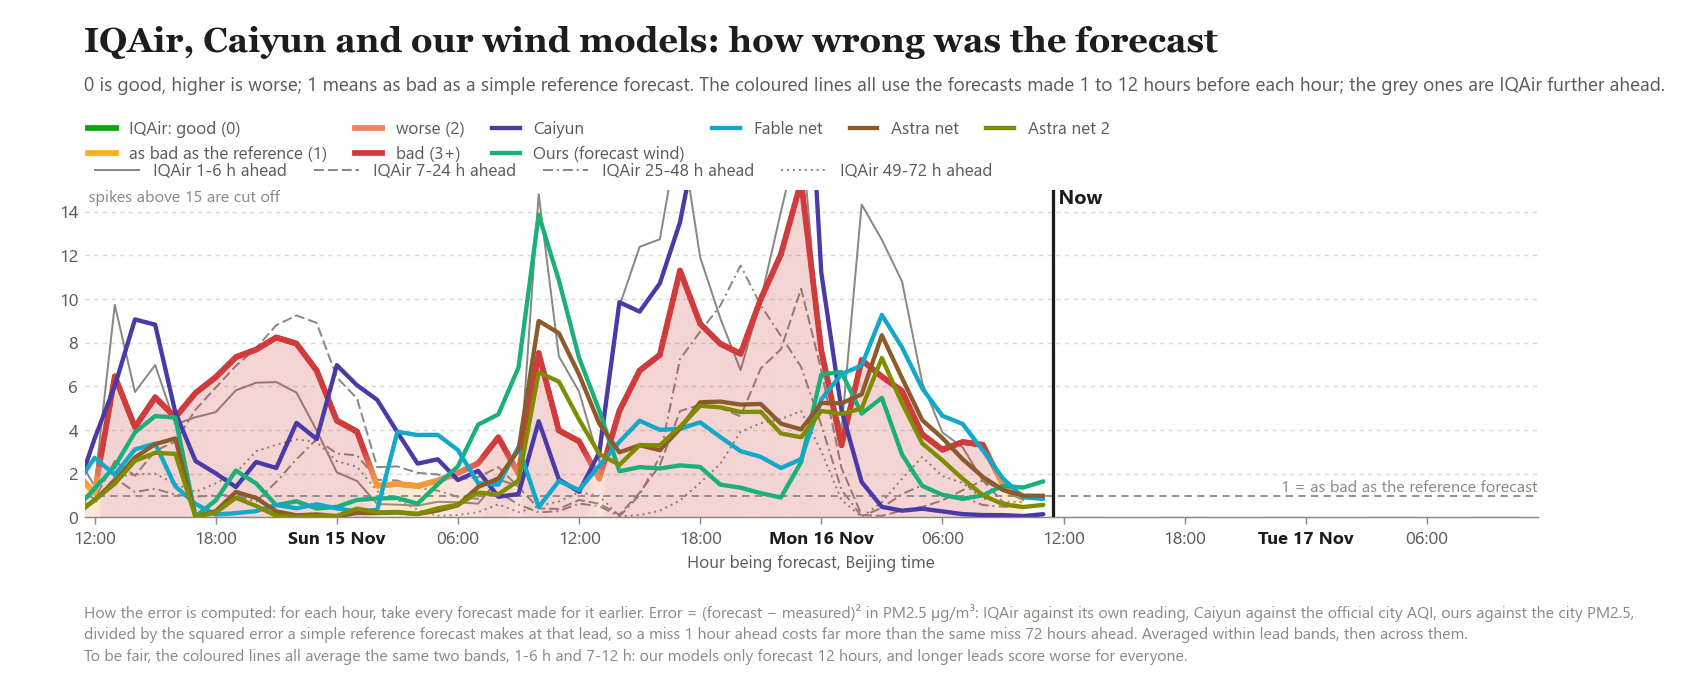 IQAir, Caiyun and our wind models: how wrong was the forecast
0 is good, higher is worse; 1 means as bad as a simple reference forecast. The coloured lines all use the forecasts made 1 to 12 hours before each hour; the grey ones are IQAir further ahead.
IQAir: good (0) worse (2) Caiyun Fable net Astra net Astra net 2
as bad as the reference (1) bad (3+) Ours (forecast wind)
IQAir 1-6 h ahead IQAir 7-24 h ahead IQAir 25-48 h ahead IQAir 49-72 h ahead
spikes above 15 are cut off
Now
14
12
10
8
6
4
2
1 = as bad as the reference forecast
0
12:00 18:00 Sun 15 Nov 06:00 12:00 18:00 Mon 16 Nov 06:00 12:00 18:00 Tue 17 Nov 06:00
Hour being forecast, Beijing time
How the error is computed: for each hour, take every forecast made for it earlier. Error = (forecast − measured)² in PM2.5 µg/m³: IQAir against its own reading, Caiyun against the official city AQI, ours against the city PM2.5,
divided by the squared error a simple reference forecast makes at that lead, so a miss 1 hour ahead costs far more than the same miss 72 hours ahead. Averaged within lead bands, then across them.
To be fair, the coloured lines all average the same two bands, 1-6 h and 7-12 h: our models only forecast 12 hours, and longer leads score worse for everyone.